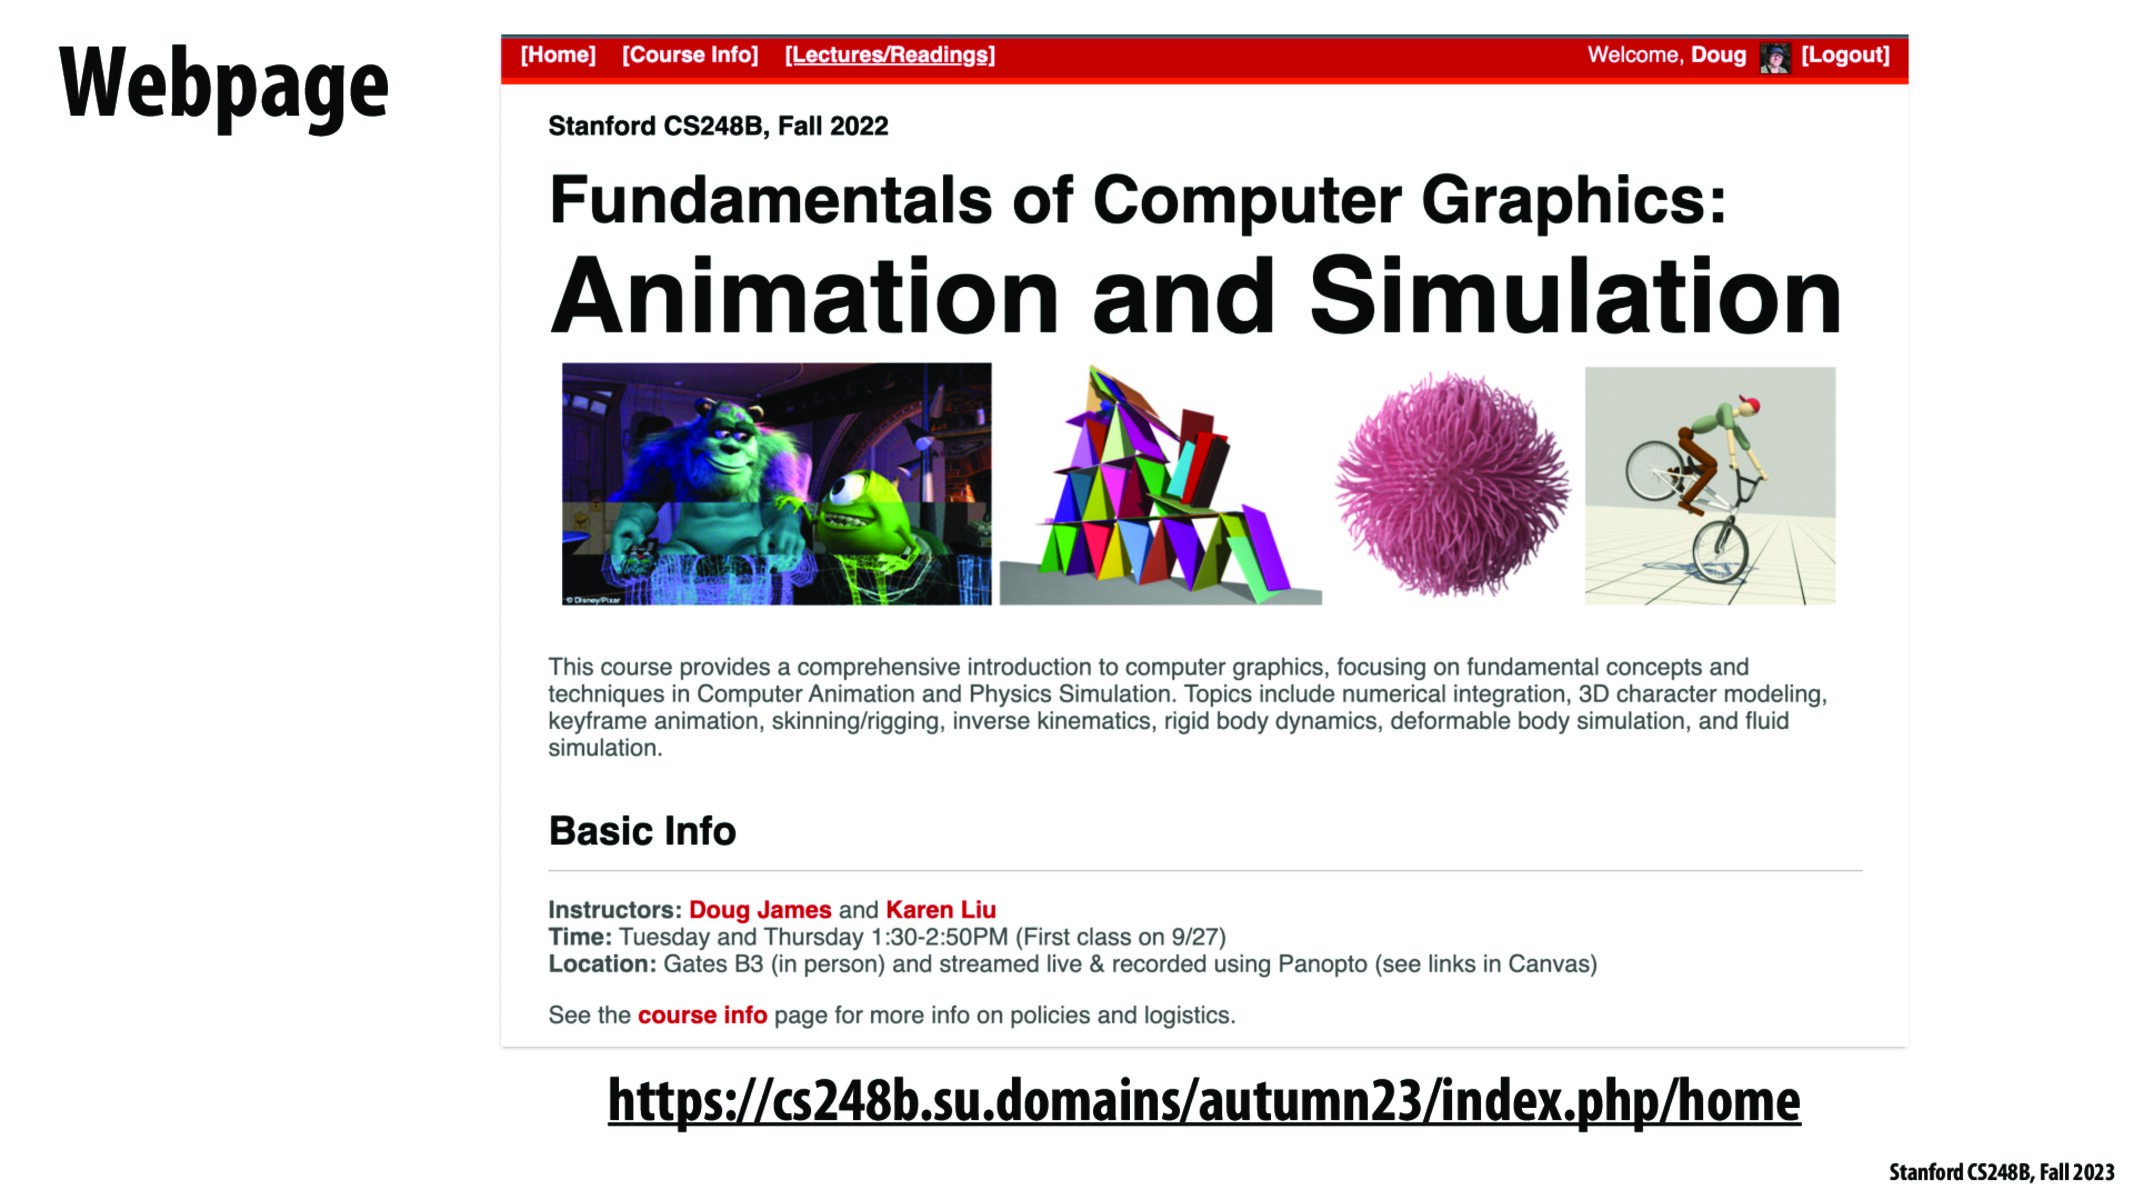 Webpage
[Home] [Course Info] [Lectures/Readings] Welcome, Doug [Logout]
Stanford CS248B, Fall 2022
Fundamentals of Computer Graphics:
Animation and Simulation
© Disney/Pixar
This course provides a comprehensive introduction to computer graphics, focusing on fundamental concepts and
techniques in Computer Animation and Physics Simulation. Topics include numerical integration, 3D character modeling,
keyframe animation, skinning/rigging, inverse kinematics, rigid body dynamics, deformable body simulation, and fluid
simulation.
Basic Info
Instructors: Doug James and Karen Liu
Time: Tuesday and Thursday 1:30-2:50PM (First class on 9/27)
Location: Gates B3 (in person) and streamed live & recorded using Panopto (see links in Canvas)
See the course info page for more info on policies and logistics.
https://cs248b.su.domains/autumn23/index.php/home
Stanford CS248B, Fall 2023